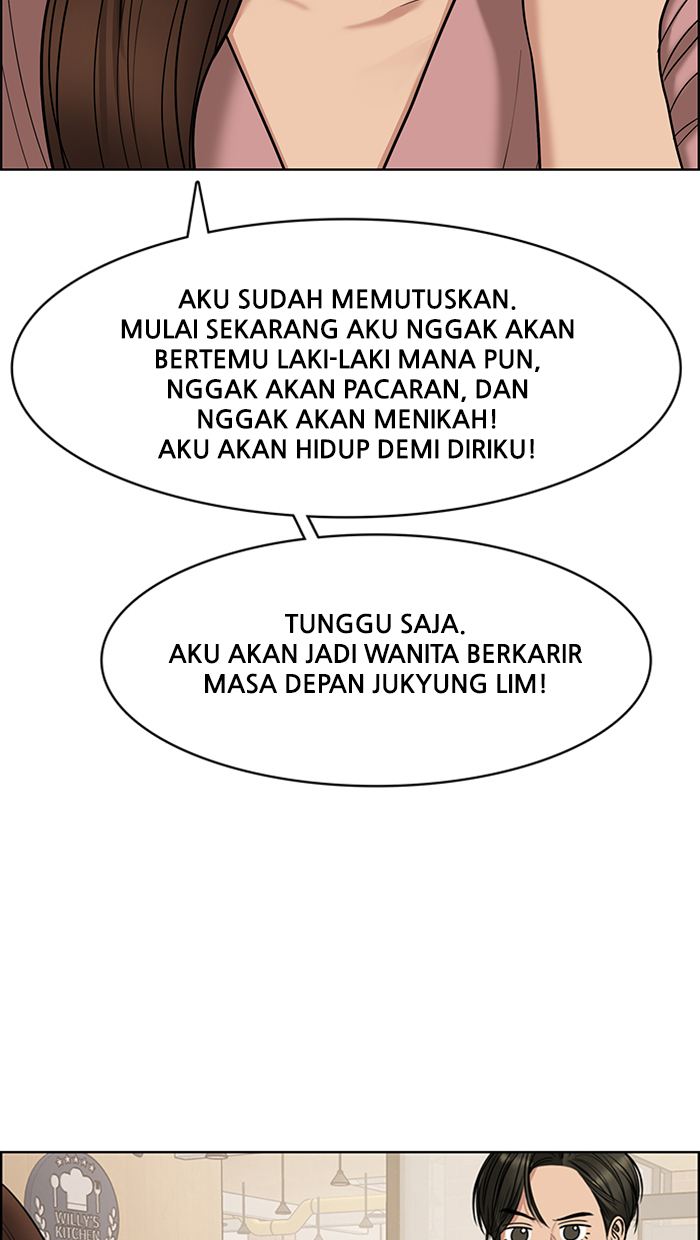 AKU SUDAH MEMUTUSKAN.
MULAI SEKARANG AKU NGGAK AKAN
BERTEMU LAKI-LAKI MANA PUN,
NGGAK AKAN PACARAN, DAN
NGGAK AKAN MENIKAH!
AKU AKAN HIDUP DEMI DIRIKU!
TUNGGU SAJA.
AKU AKAN JADI WANITA BERKARIR
MASA DEPAN JUKYUNG LIM!
WILLY'S
KITCHEN